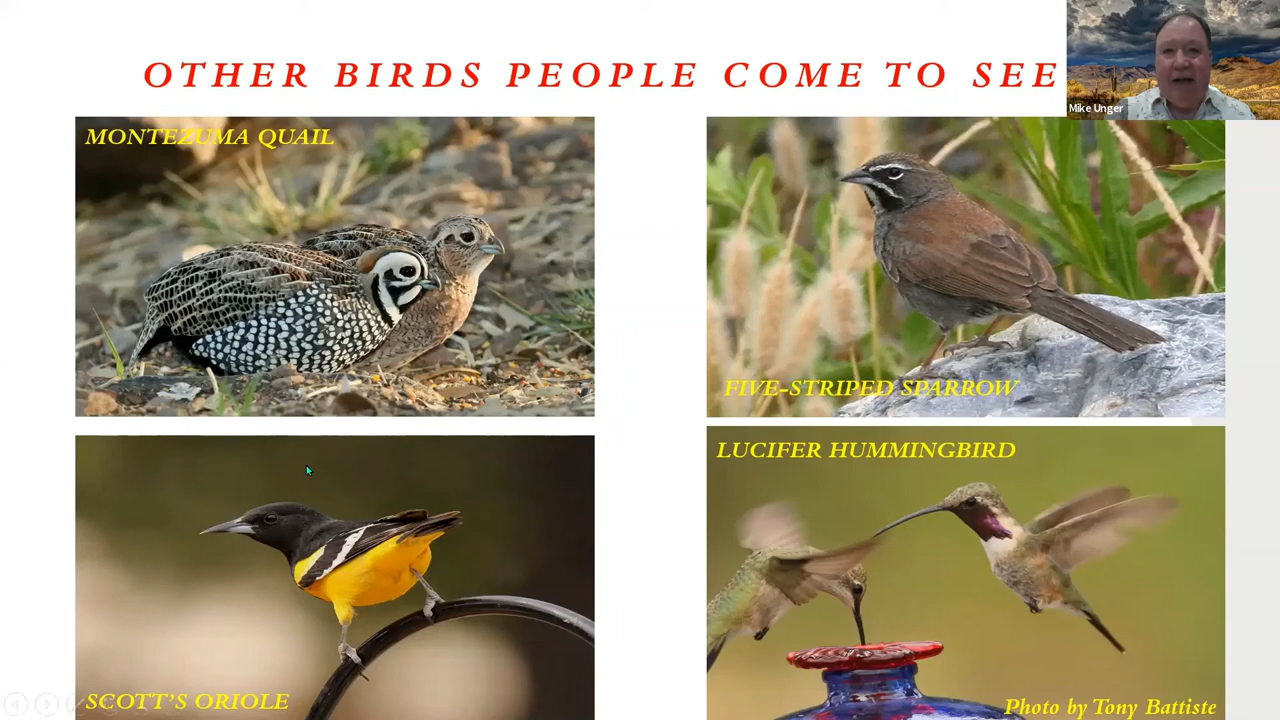 OTHER BIRDS PEOPLE COME TO SEE
Mike Unger
MONTEZUMA QUAIL
FIVE-STRIPED SPARROW
LUCIFER HUMMINGBIRD
SCOTT'S ORIOLE
Photo by Tony Battiste